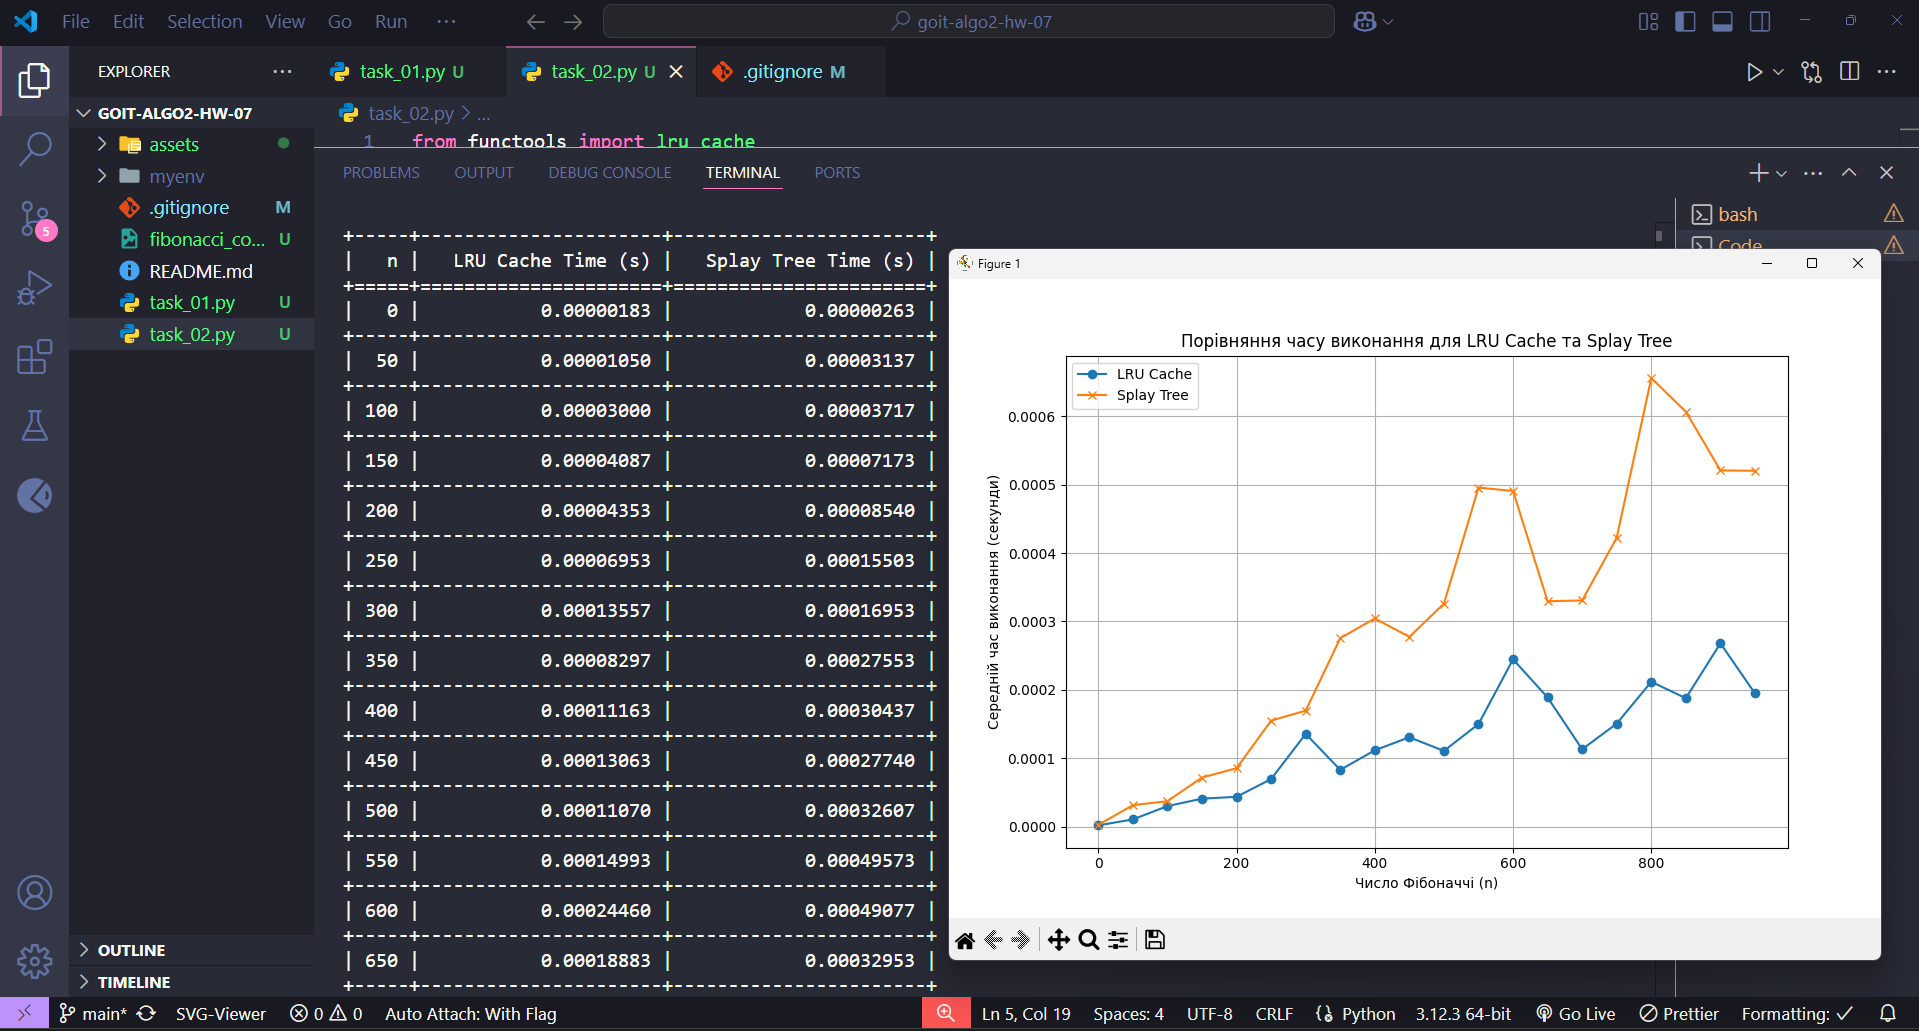 File Edit Selection View Go Run ··· goit-algo2-hw-07
EXPLORER ···
task_01.py U
task_02.py U
.gitignore M
GOIT-ALGO2-HW-07
assets
myenv
.gitignore M
fibonacci_co... U
README.md
task_01.py U
task_02.py U
OUTLINE
TIMELINE
5
task_02.py > ...
1 from functools import lru_cache
PROBLEMS OUTPUT DEBUG CONSOLE TERMINAL PORTS
bash
Code
+-----+----------------------+-----------------------+
| n | LRU Cache Time (s) | Splay Tree Time (s) |
+=====+======================+=======================+
| 0 | 0.00000183 | 0.00000263 |
+-----+----------------------+-----------------------+
| 50 | 0.00001050 | 0.00003137 |
+-----+----------------------+-----------------------+
| 100 | 0.00003000 | 0.00003717 |
+-----+----------------------+-----------------------+
| 150 | 0.00004087 | 0.00007173 |
+-----+----------------------+-----------------------+
| 200 | 0.00004353 | 0.00008540 |
+-----+----------------------+-----------------------+
| 250 | 0.00006953 | 0.00015503 |
+-----+----------------------+-----------------------+
| 300 | 0.00013557 | 0.00016953 |
+-----+----------------------+-----------------------+
| 350 | 0.00008297 | 0.00027553 |
+-----+----------------------+-----------------------+
| 400 | 0.00011163 | 0.00030437 |
+-----+----------------------+-----------------------+
| 450 | 0.00013063 | 0.00027740 |
+-----+----------------------+-----------------------+
| 500 | 0.00011070 | 0.00032607 |
+-----+----------------------+-----------------------+
| 550 | 0.00014993 | 0.00049573 |
+-----+----------------------+-----------------------+
| 600 | 0.00024460 | 0.00049077 |
+-----+----------------------+-----------------------+
| 650 | 0.00018883 | 0.00032953 |
+-----+----------------------+-----------------------+
Figure 1
Порівняння часу виконання для LRU Cache та Splay Tree
LRU Cache
Splay Tree
Середній час виконання (секунди)
0.0006
0.0005
0.0004
0.0003
0.0002
0.0001
0.0000
0 200 400 600 800
Число Фібоначчі (n)
main* SVG-Viewer 0 0 Auto Attach: With Flag Ln 5, Col 19 Spaces: 4 UTF-8 CRLF Python 3.12.3 64-bit Go Live Prettier Formatting: ✓